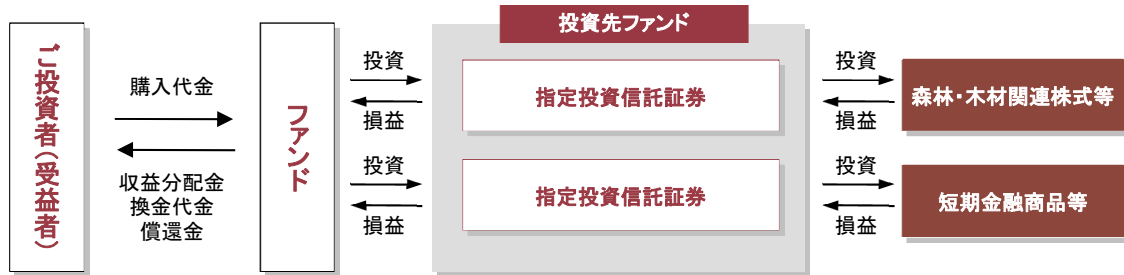 ご投資者(受益者)
購入代金
収益分配金
換金代金
償還金
ファンド
投資
損益
投資
損益
投資先ファンド
指定投資信託証券
指定投資信託証券
投資
損益
投資
損益
森林・木材関連株式等
短期金融商品等